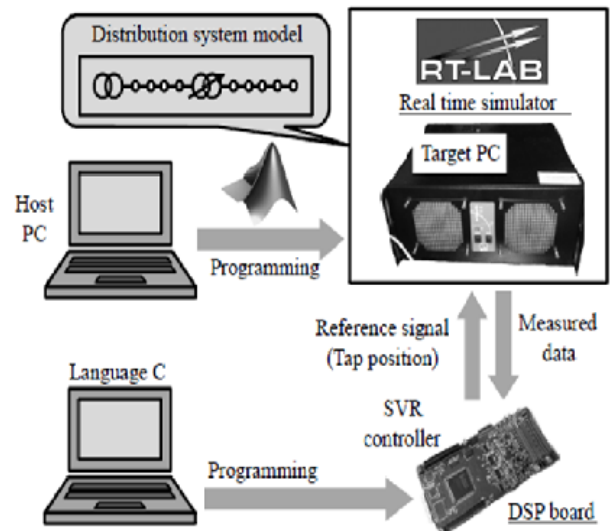 Distribution system model
RT-LAB
Real time simulator
Target PC
Host
PC
Programming
Reference signal
(Tap position)
Measured
data
Language C
SVR
controller
Programming
DSP board